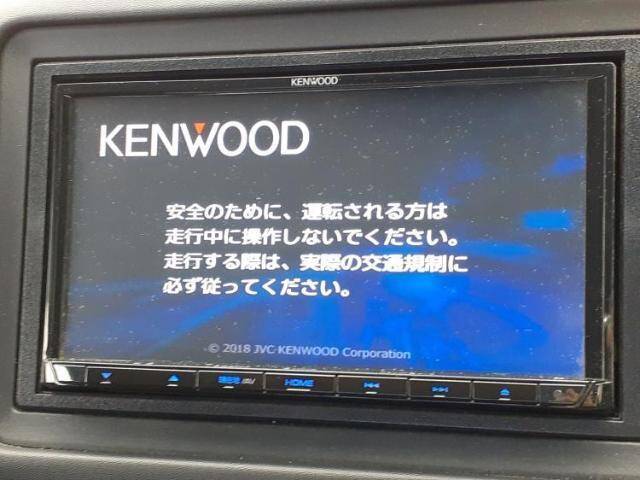 KENWOOD
KENWOOD
安全のために、運転される方は
走行中に操作しないでください。
走行する際は、実際の交通規制に
必ず従ってください。
© 2018 JVC KENWOOD Corporation
HOME